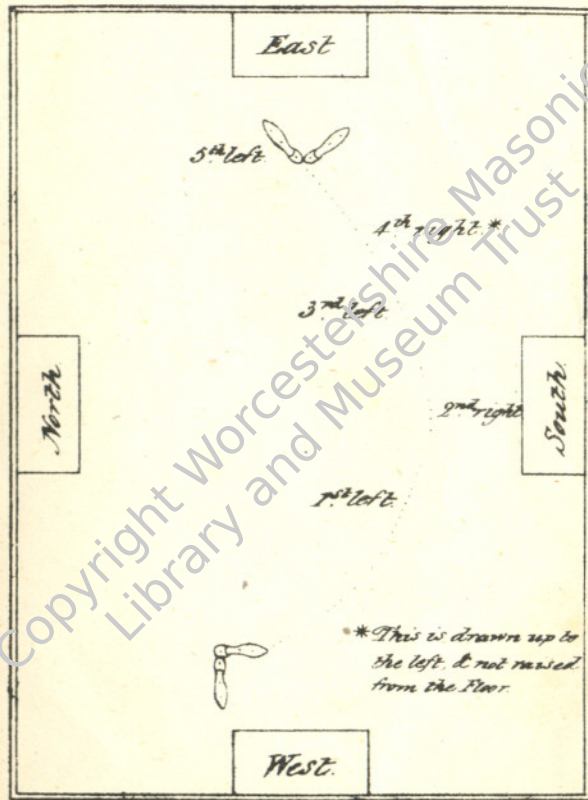 East
5th left
4th right *
3rd left
North
2nd right
South
1st left
* This is drawn up to
the left, & not raised
from the Floor.
West.
Copyright Worcestershire Masonic
Library and Museum Trust